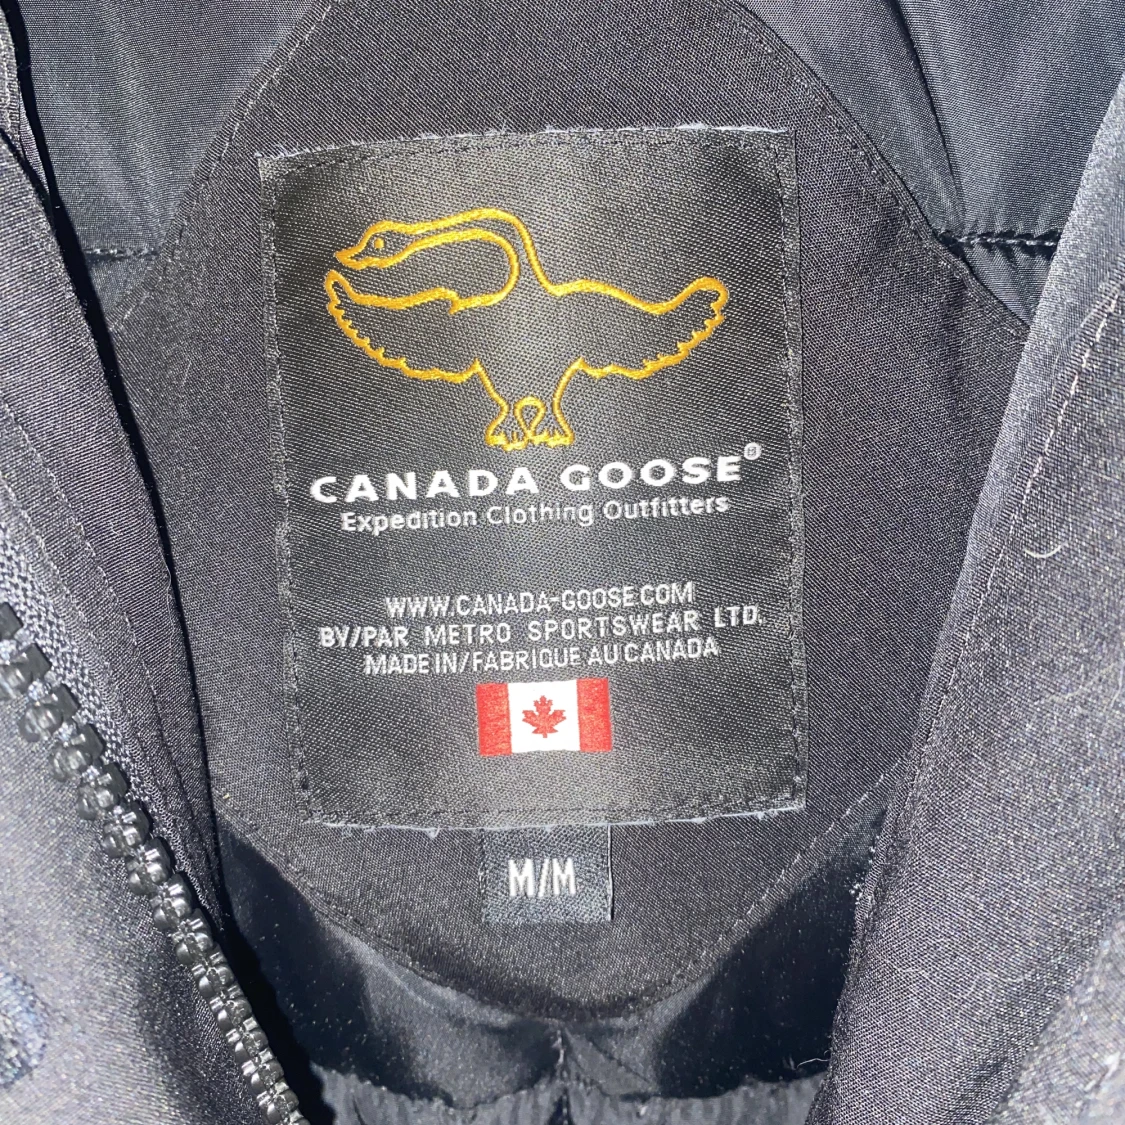 CANADA GOOSE®
Expedition Clothing Outfitters
WWW.CANADA-GOOSE.COM
BY/PAR METRO SPORTSWEAR LTD.
MADE IN/FABRIQUE AU CANADA
M/M